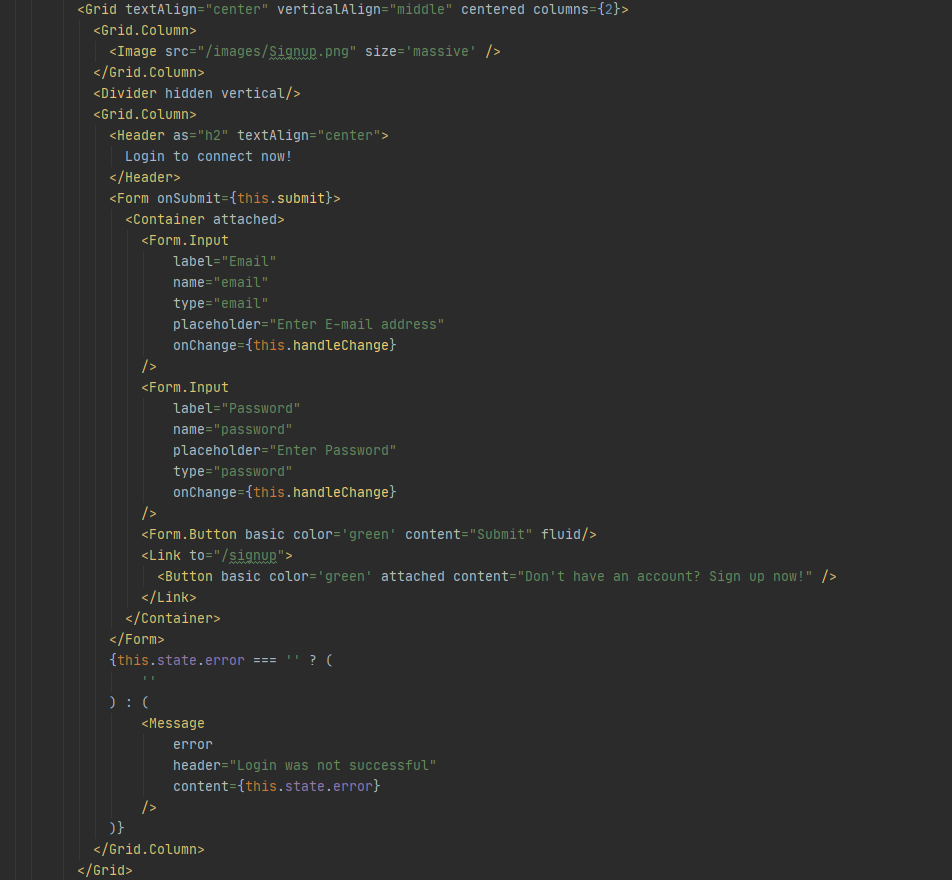 <Grid textAlign="center" verticalAlign="middle" centered columns={2}>
<Grid.Column>
<Image src="/images/Signup.png" size='massive' />
</Grid.Column>
<Divider hidden vertical/>
<Grid.Column>
<Header as="h2" textAlign="center">
Login to connect now!
</Header>
<Form onSubmit={this.submit}>
<Container attached>
<Form.Input
label="Email"
name="email"
type="email"
placeholder="Enter E-mail address"
onChange={this.handleChange}
/>
<Form.Input
label="Password"
name="password"
placeholder="Enter Password"
type="password"
onChange={this.handleChange}
/>
<Form.Button basic color='green' content="Submit" fluid/>
<Link to="/signup">
<Button basic color='green' attached content="Don't have an account? Sign up now!" />
</Link>
</Container>
</Form>
{this.state.error === '' ? (
''
) : (
<Message
error
header="Login was not successful"
content={this.state.error}
/>
)}
</Grid.Column>
</Grid>